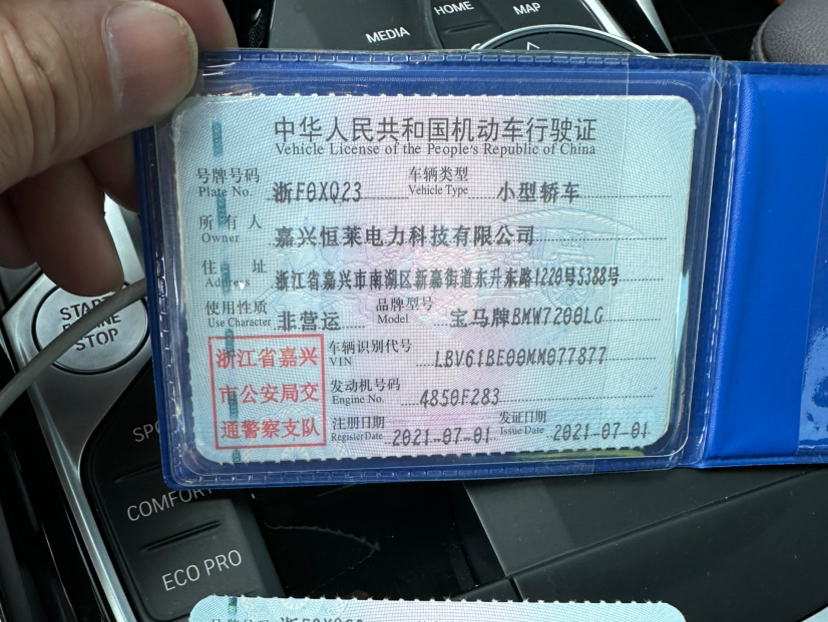 MEDIA HOME MAP
中华人民共和国机动车行驶证
Vehicle License of the People's Republic of China
号牌号码 浙F0XQ23 车辆类型 小型轿车
Plate No. Vehicle Type
所有人 嘉兴恒莱电力科技有限公司
Owner
住址 浙江省嘉兴市南湖区新嘉街道东升东路1220号5388号
Address
使用性质 非营运 品牌型号 宝马牌BMW7200LG
Use Character Model
浙江省嘉兴
市公安局交
通警察支队
车辆识别代号 LBV61BE00MM077877
VIN
发动机号码 4850F283
Engine No.
注册日期 2021-07-01 发证日期 2021-07-01
Register Date Issue Date
START
ENGINE
STOP
COMFORT
ECO PRO